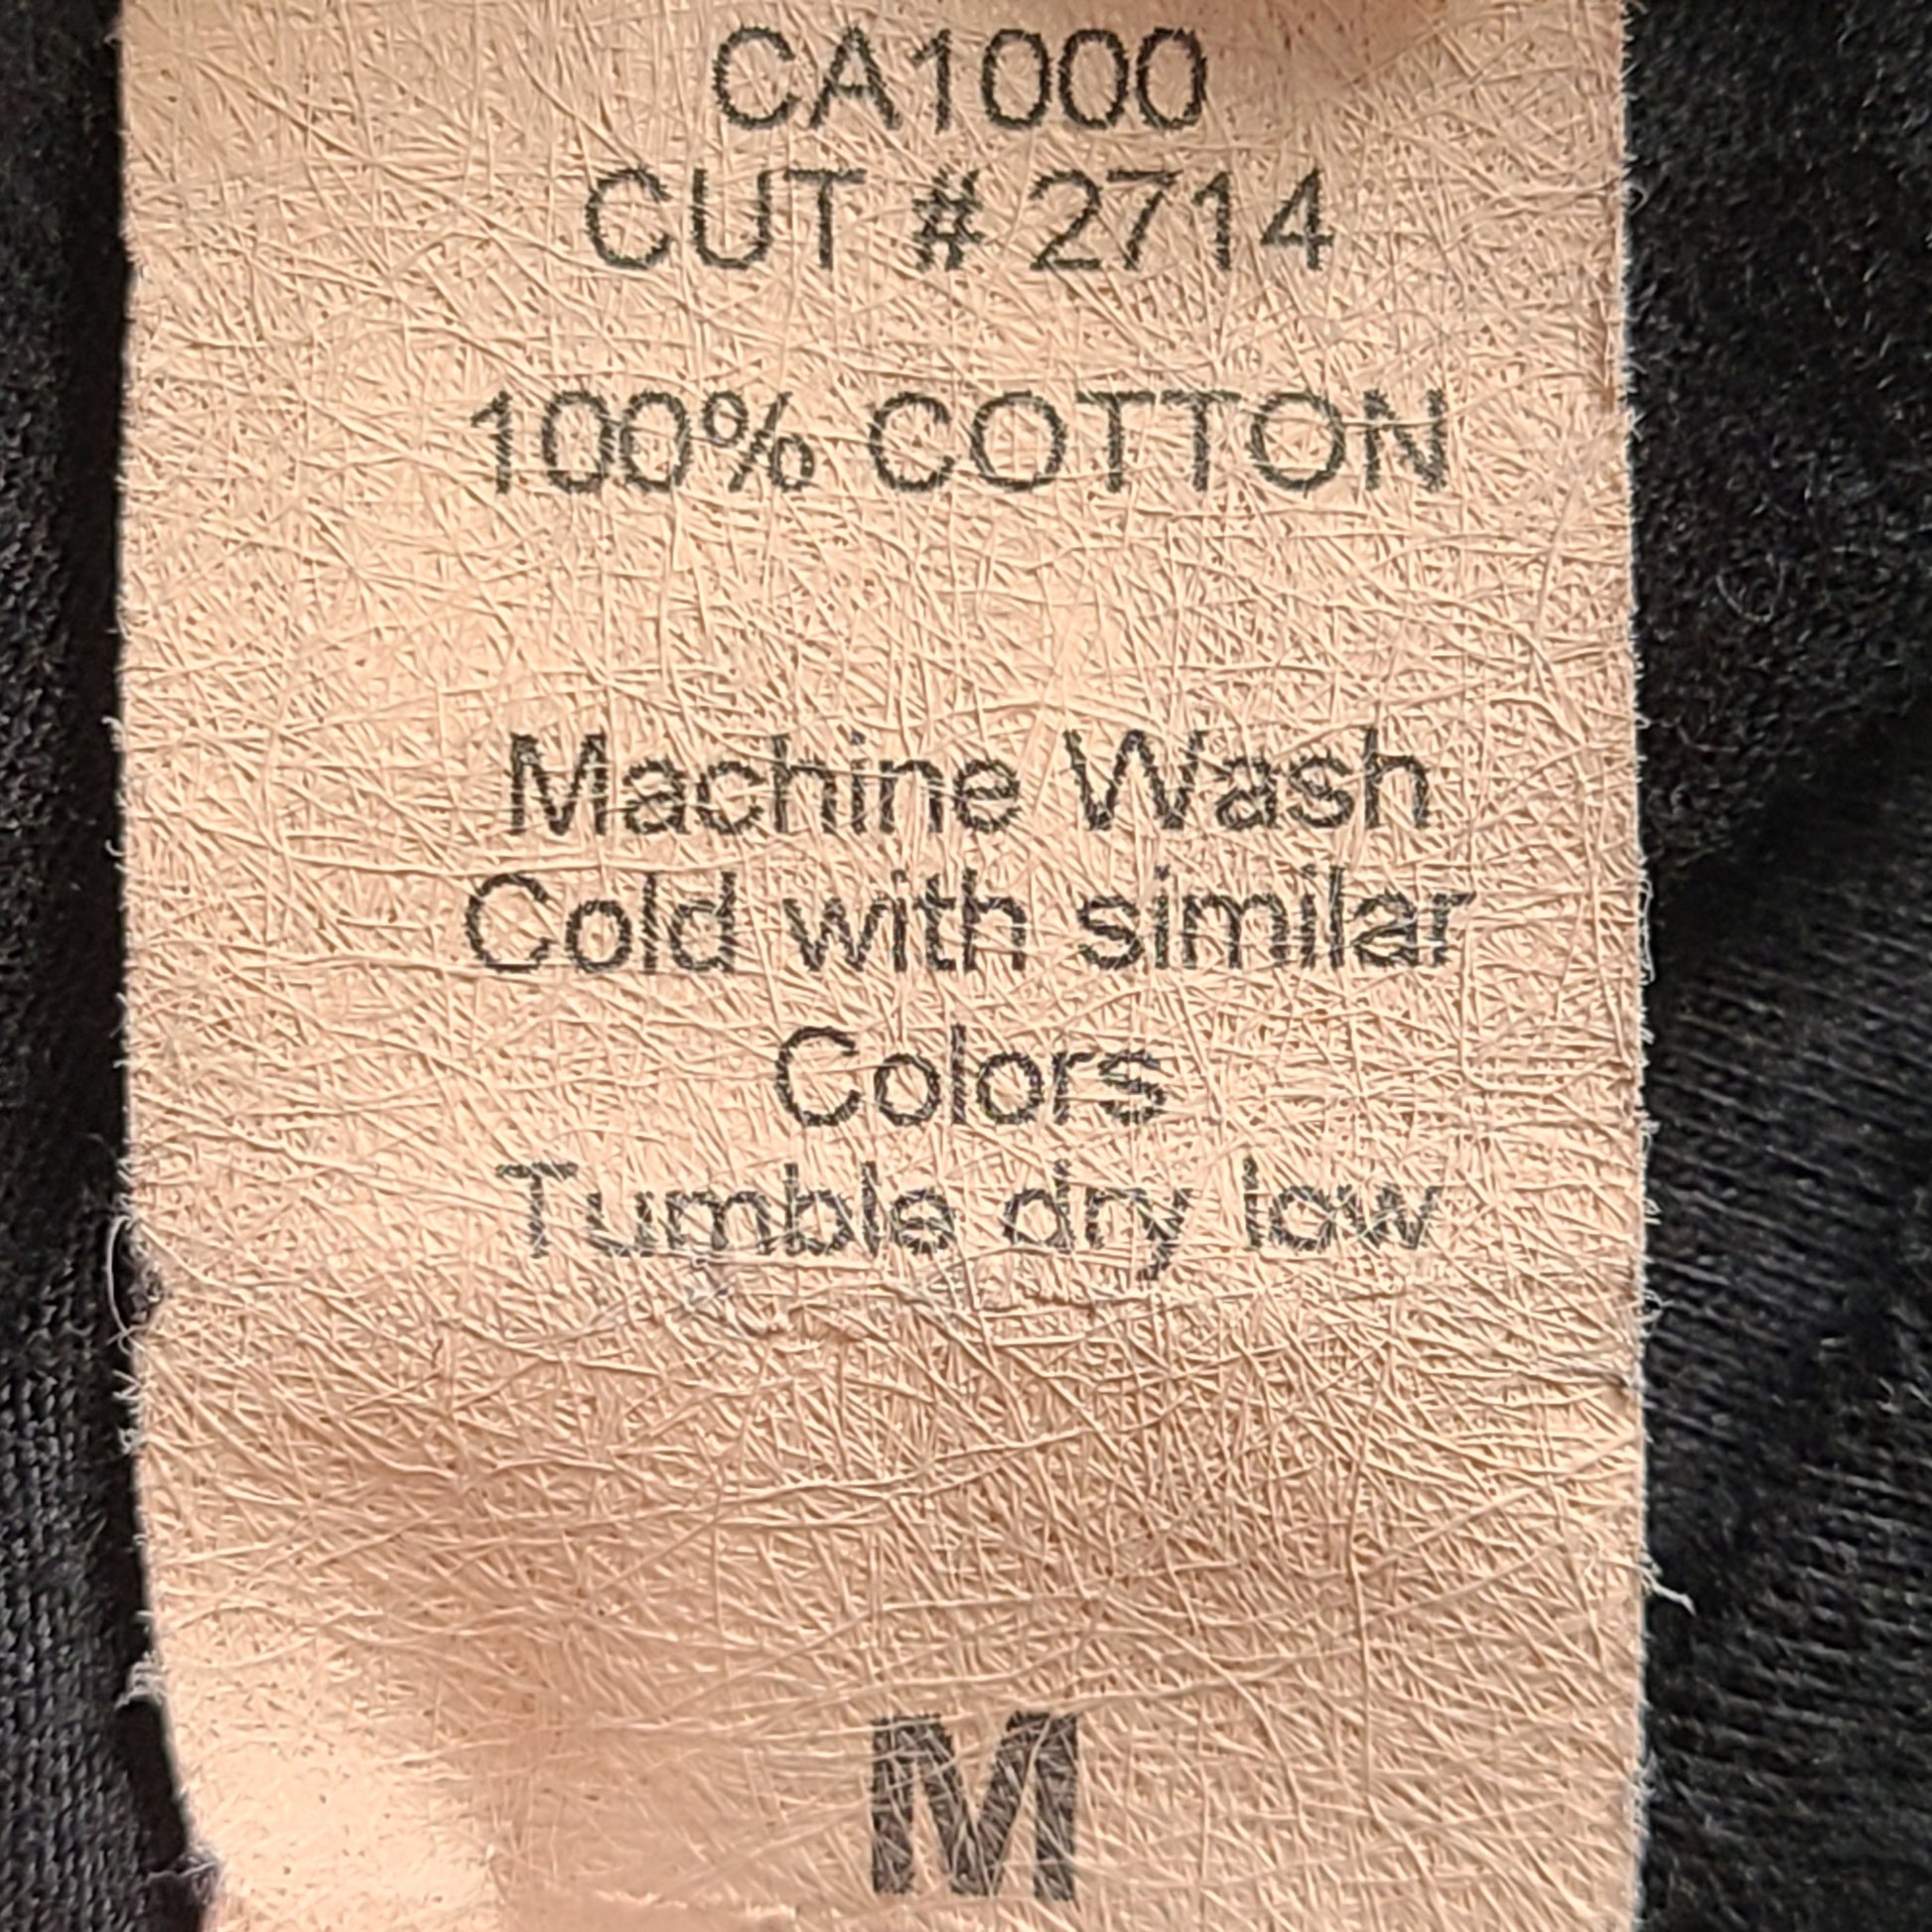 CA1000
CUT # 2714
100% COTTON
Machine Wash
Cold with similar
Colors
Tumble dry low
M